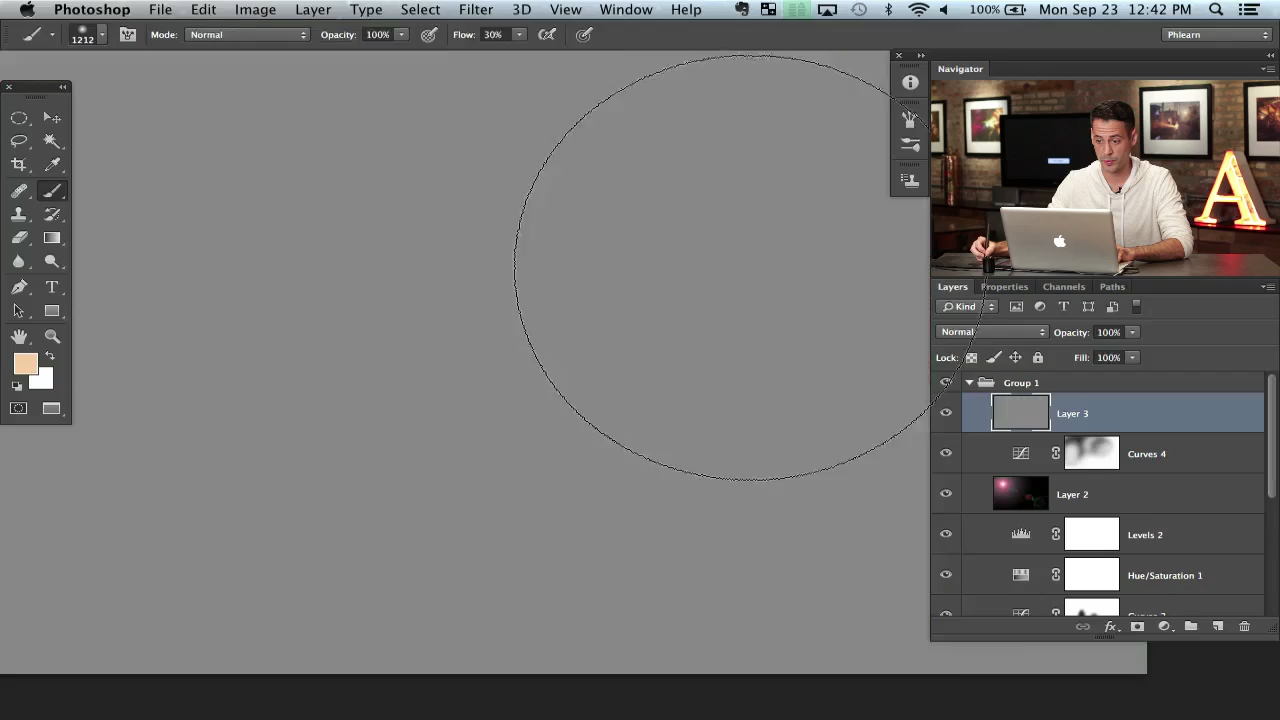 Photoshop File Edit Image Layer Type Select Filter 3D View Window Help 100% Mon Sep 23 12:42 PM
1212 Mode: Normal Opacity: 100% Flow: 30% Phlearn
Navigator
A
Layers Properties Channels Paths
Kind
Normal Opacity: 100%
Lock: Fill: 100%
Group 1
Layer 3
Curves 4
Layer 2
Levels 2
Hue/Saturation 1